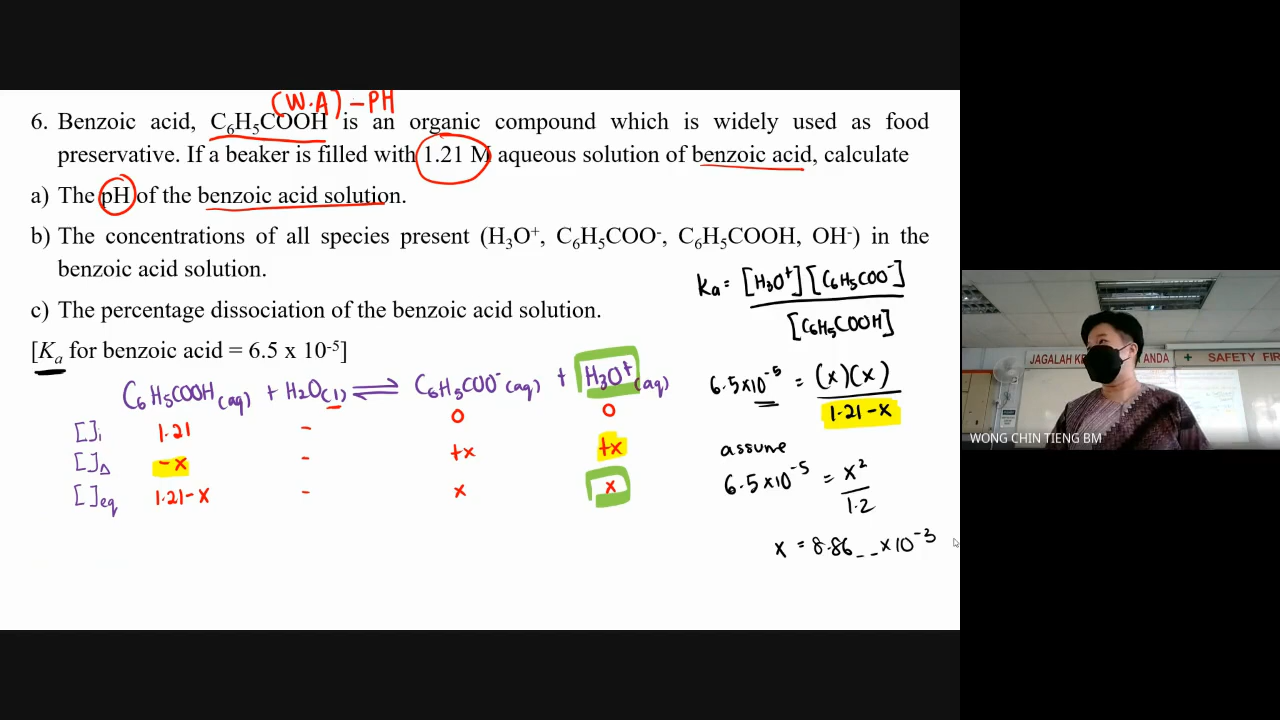 (W.A) - PH
6. Benzoic acid, C₆H₅COOH is an organic compound which is widely used as food
preservative. If a beaker is filled with 1.21 M aqueous solution of benzoic acid, calculate
a) The pH of the benzoic acid solution.
b) The concentrations of all species present (H₃O⁺, C₆H₅COO⁻, C₆H₅COOH, OH⁻) in the
benzoic acid solution.
c) The percentage dissociation of the benzoic acid solution.
[Kₐ for benzoic acid = 6.5 x 10⁻⁵]
C₆H₅COOH (aq) + H₂O (l) ⇌ C₆H₅COO⁻ (aq) + H₃O⁺ (aq)
[ ]i 1.21 - 0 0
[ ]Δ -x - +x +x
[ ]eq 1.21-x - x x
Ka = [H₃O⁺][C₆H₅COO⁻]
[C₆H₅COOH]
6.5x10⁻⁵ = (x)(x)
1.21-x
assume
6.5x10⁻⁵ = x²
1.2
x = 8.86_ _ x10⁻³
JAGALAH KE ANDA + SAFETY FIR
WONG CHIN TIENG BM